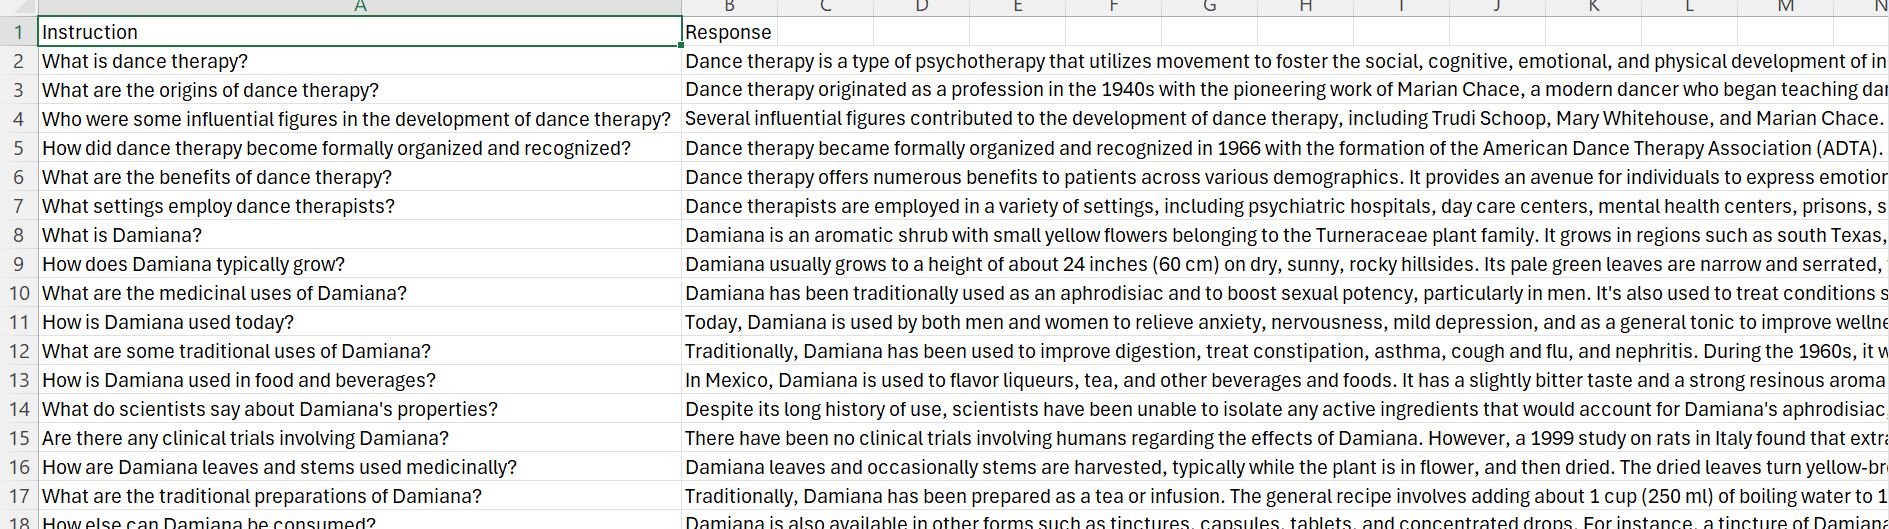 A B C D E F G H I J K L M N
1 Instruction Response
2 What is dance therapy? Dance therapy is a type of psychotherapy that utilizes movement to foster the social, cognitive, emotional, and physical development of in
3 What are the origins of dance therapy? Dance therapy originated as a profession in the 1940s with the pioneering work of Marian Chace, a modern dancer who began teaching dan
4 Who were some influential figures in the development of dance therapy? Several influential figures contributed to the development of dance therapy, including Trudi Schoop, Mary Whitehouse, and Marian Chace.
5 How did dance therapy become formally organized and recognized? Dance therapy became formally organized and recognized in 1966 with the formation of the American Dance Therapy Association (ADTA).
6 What are the benefits of dance therapy? Dance therapy offers numerous benefits to patients across various demographics. It provides an avenue for individuals to express emotion
7 What settings employ dance therapists? Dance therapists are employed in a variety of settings, including psychiatric hospitals, day care centers, mental health centers, prisons, s
8 What is Damiana? Damiana is an aromatic shrub with small yellow flowers belonging to the Turneraceae plant family. It grows in regions such as south Texas,
9 How does Damiana typically grow? Damiana usually grows to a height of about 24 inches (60 cm) on dry, sunny, rocky hillsides. Its pale green leaves are narrow and serrated,
10 What are the medicinal uses of Damiana? Damiana has been traditionally used as an aphrodisiac and to boost sexual potency, particularly in men. It's also used to treat conditions s
11 How is Damiana used today? Today, Damiana is used by both men and women to relieve anxiety, nervousness, mild depression, and as a general tonic to improve wellne
12 What are some traditional uses of Damiana? Traditionally, Damiana has been used to improve digestion, treat constipation, asthma, cough and flu, and nephritis. During the 1960s, it w
13 How is Damiana used in food and beverages? In Mexico, Damiana is used to flavor liqueurs, tea, and other beverages and foods. It has a slightly bitter taste and a strong resinous aroma
14 What do scientists say about Damiana's properties? Despite its long history of use, scientists have been unable to isolate any active ingredients that would account for Damiana's aphrodisiac,
15 Are there any clinical trials involving Damiana? There have been no clinical trials involving humans regarding the effects of Damiana. However, a 1999 study on rats in Italy found that extra
16 How are Damiana leaves and stems used medicinally? Damiana leaves and occasionally stems are harvested, typically while the plant is in flower, and then dried. The dried leaves turn yellow-br
17 What are the traditional preparations of Damiana? Traditionally, Damiana has been prepared as a tea or infusion. The general recipe involves adding about 1 cup (250 ml) of boiling water to 1
18 How else can Damiana be consumed? Damiana is also available in other forms such as tinctures, capsules, tablets, and concentrated drops. For instance, a tincture of Damiana